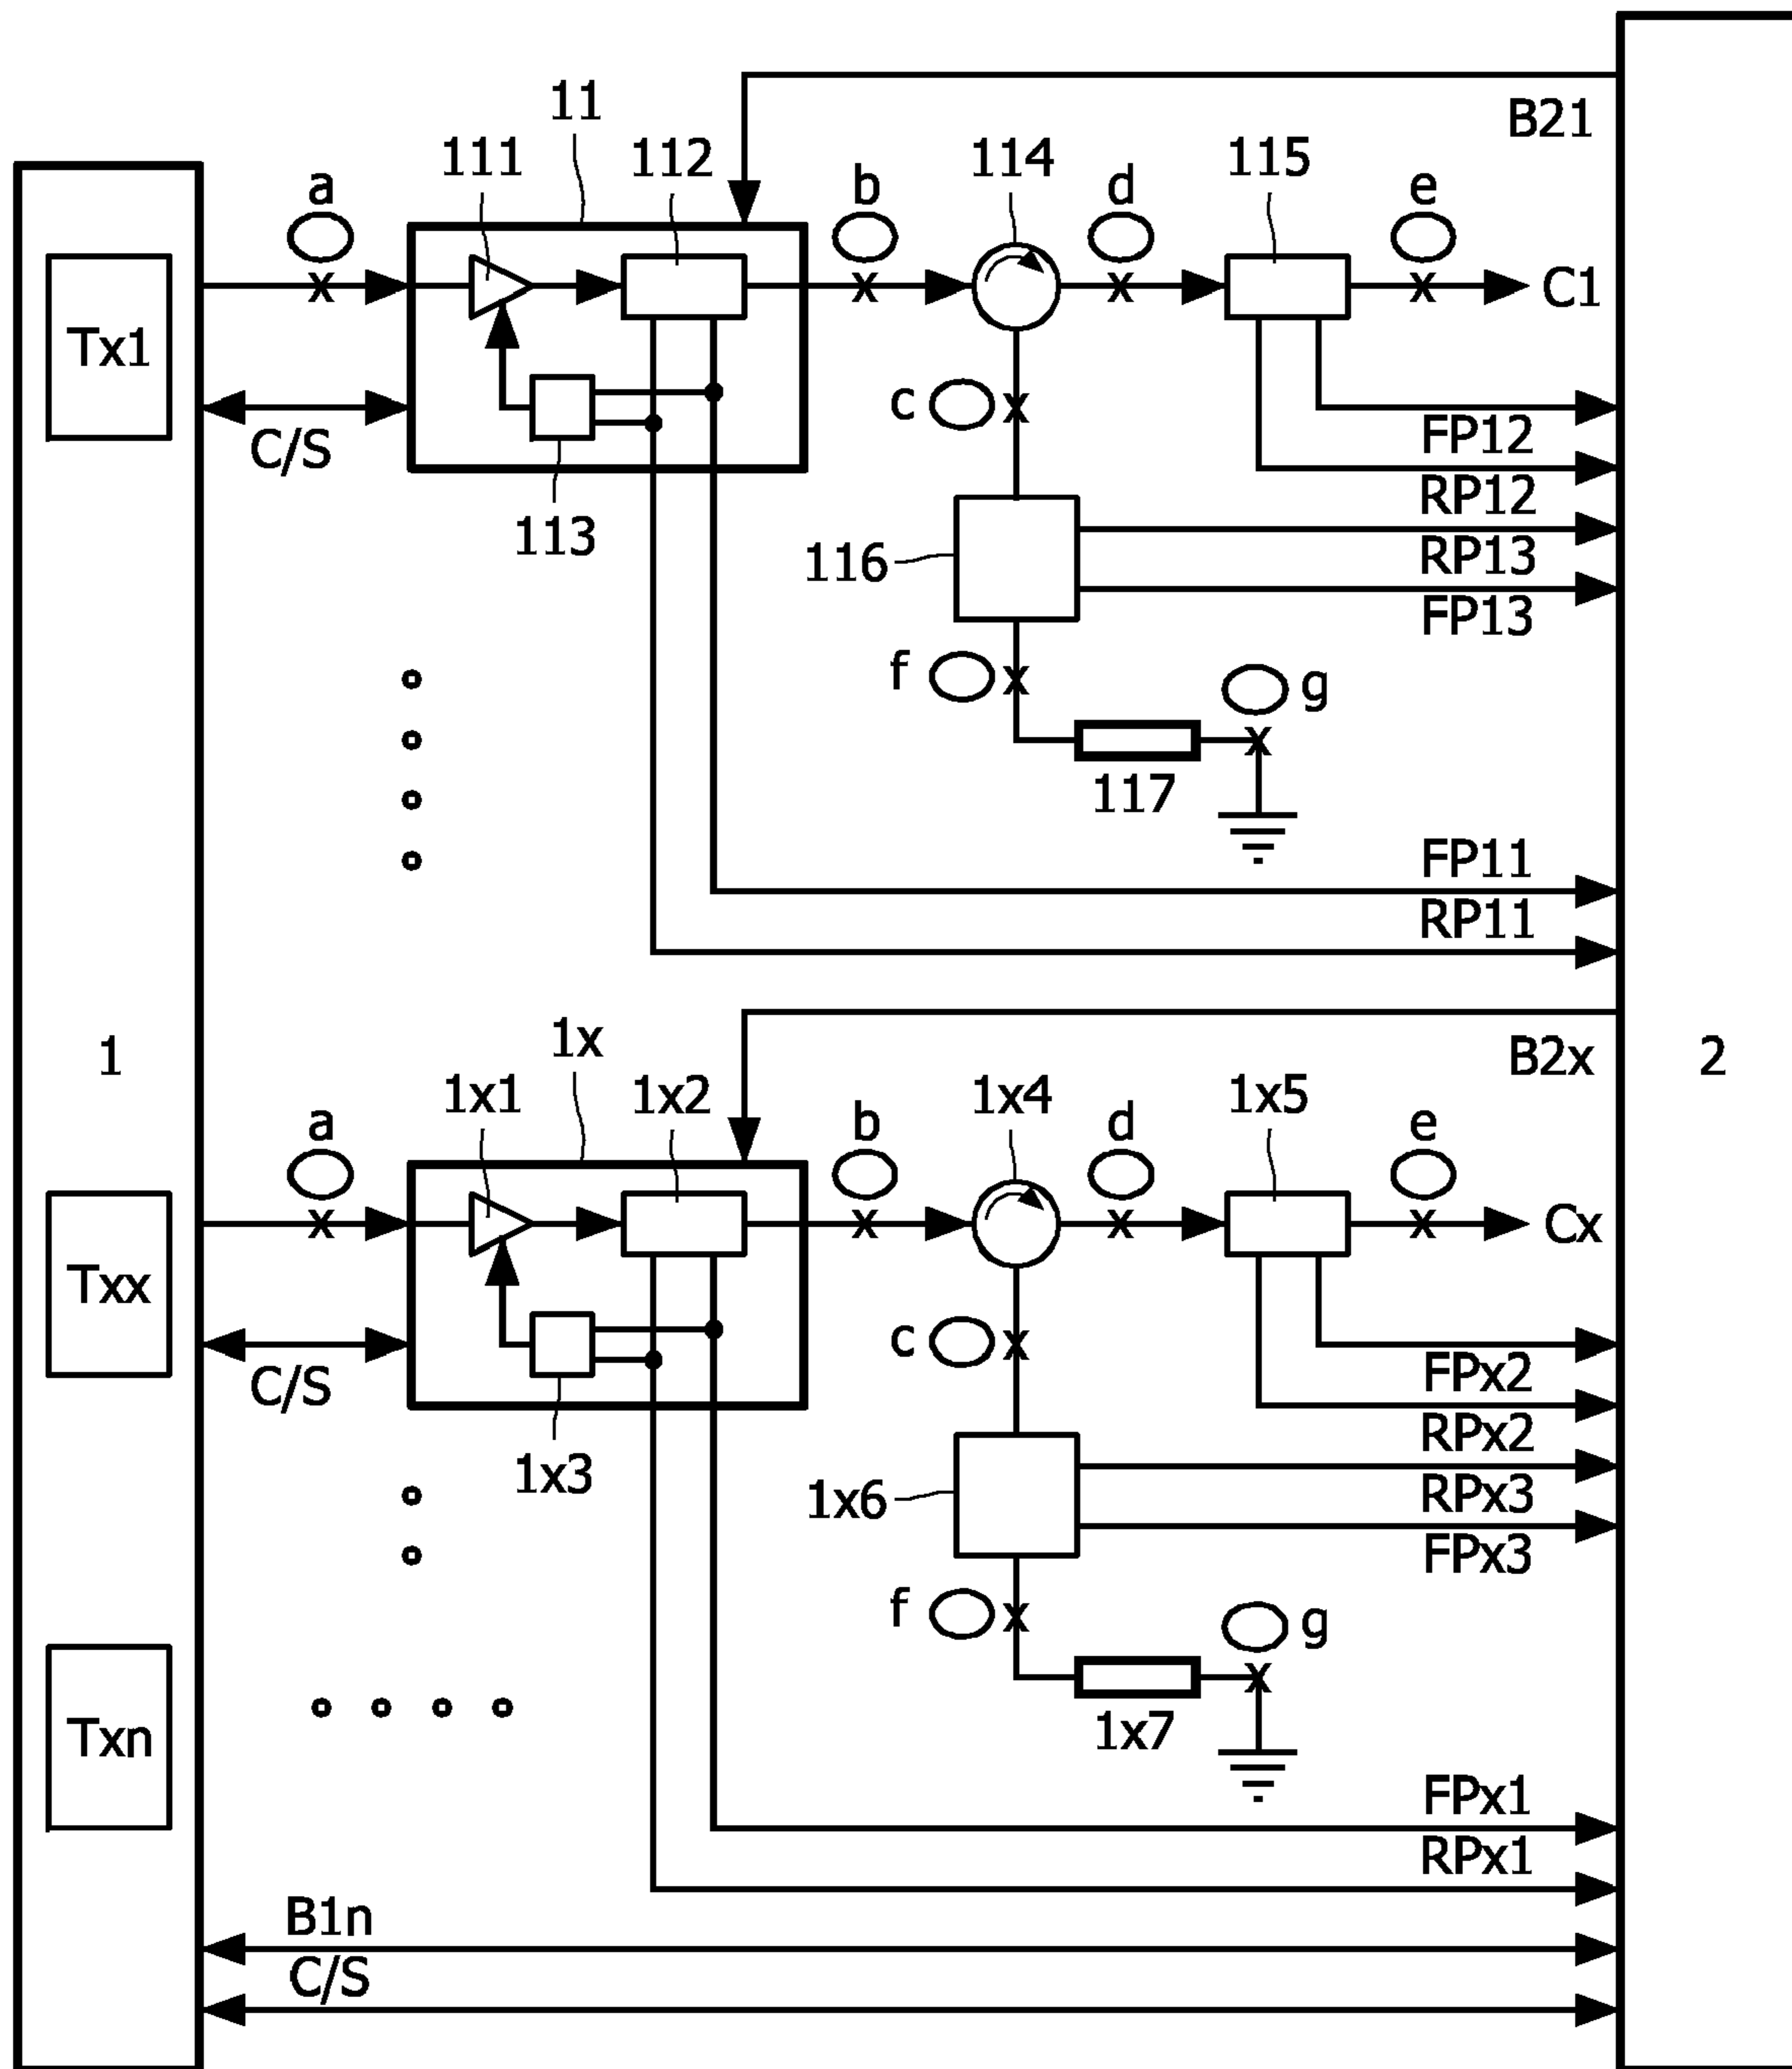 B21
11
111
112
114
115
a
b
d
e
C1
Tx1
c
C/S
FP12
RP12
113
116
RP13
FP13
f
g
117
FP11
RP11
1
1x
B2x
2
1x1
1x2
1x4
1x5
a
b
d
e
Cx
Txx
c
C/S
FPx2
RPx2
1x3
1x6
RPx3
FPx3
f
g
Txn
1x7
FPx1
RPx1
B1n
C/S
x
x
x
x
x
x
x
x
x
x
x
x
x
x